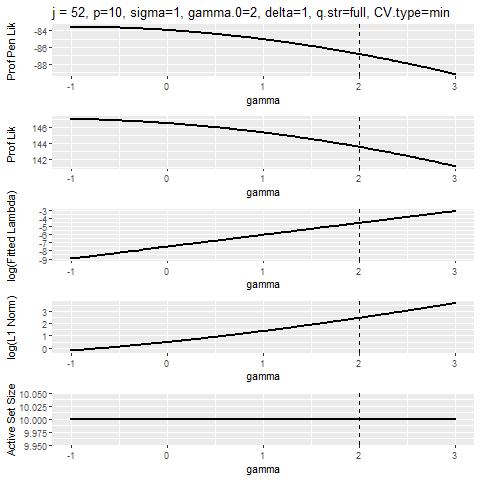 j = 52, p=10, sigma=1, gamma.0=2, delta=1, q.str=full, CV.type=min
Prof Pen Lik
-84
-86
-88
-1 0 1 2 3
gamma
Prof Lik
146
144
142
-1 0 1 2 3
gamma
log(Fitted Lambda)
-3
-4
-5
-6
-7
-8
-9
-1 0 1 2 3
gamma
log(L1 Norm)
3
2
1
0
-1 0 1 2 3
gamma
Active Set Size
10.050
10.025
10.000
9.975
9.950
-1 0 1 2 3
gamma